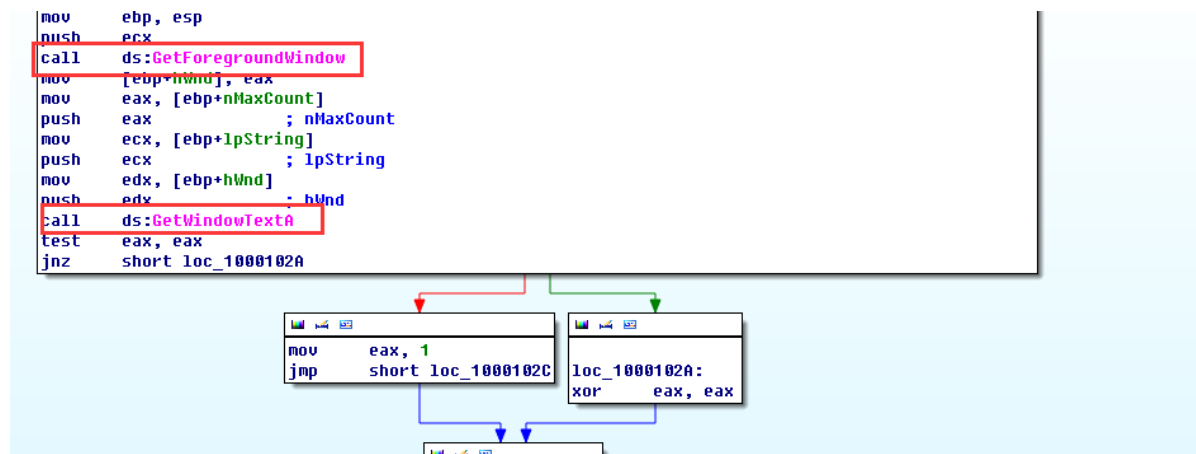 mov ebp, esp
push ecx
call ds:GetForegroundWindow
mov [ebp+hWnd], eax
mov eax, [ebp+nMaxCount]
push eax ; nMaxCount
mov ecx, [ebp+lpString]
push ecx ; lpString
mov edx, [ebp+hWnd]
push edx ; hWnd
call ds:GetWindowTextA
test eax, eax
jnz short loc_1000102A
mov eax, 1
jmp short loc_1000102C
loc_1000102A:
xor eax, eax